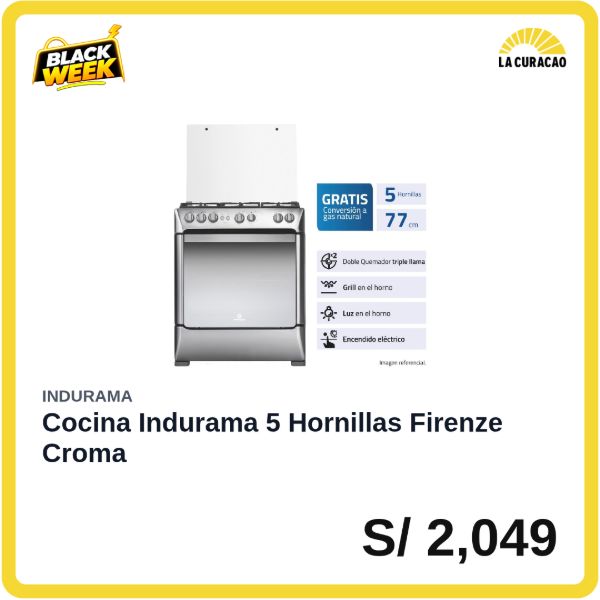 BLACK
WEEK
LA CURACAO
GRATIS
Conversión a
gas natural
5 Hornillas
77 cm
x2
Doble Quemador triple llama
Grill en el horno
Luz en el horno
Encendido eléctrico
Imagen referencial.
INDURAMA
Cocina Indurama 5 Hornillas Firenze
Croma
S/ 2,049